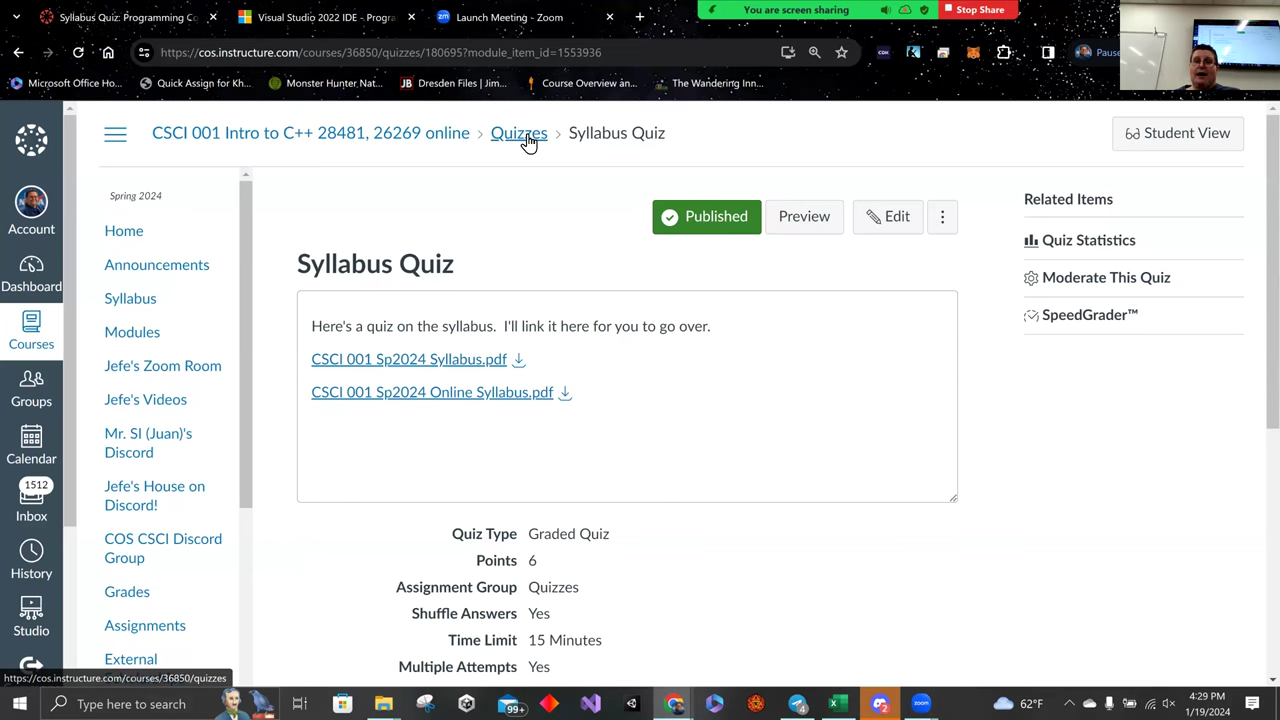 Syllabus Quiz: Programming Co
Visual Studio 2022 IDE - Progra
Launch Meeting - Zoom
You are screen sharing
Stop Share
https://cos.instructure.com/courses/36850/quizzes/180695?module_item_id=1553936
Pause
Microsoft Office Ho...
Quick Assign for Kh...
Monster Hunter Nat...
Dresden Files | Jim...
Course Overview an...
The Wandering Inn...
CSCI 001 Intro to C++ 28481, 26269 online > Quizzes > Syllabus Quiz
Student View
Account
Dashboard
Courses
Groups
Calendar
1512
Inbox
History
Studio
Spring 2024
Home
Announcements
Syllabus
Modules
Jefe's Zoom Room
Jefe's Videos
Mr. SI (Juan)'s
Discord
Jefe's House on
Discord!
COS CSCI Discord
Group
Grades
Assignments
External
Published
Preview
Edit
Syllabus Quiz
Here's a quiz on the syllabus. I'll link it here for you to go over.
CSCI 001 Sp2024 Syllabus.pdf
CSCI 001 Sp2024 Online Syllabus.pdf
Quiz Type Graded Quiz
Points 6
Assignment Group Quizzes
Shuffle Answers Yes
Time Limit 15 Minutes
Multiple Attempts Yes
Related Items
Quiz Statistics
Moderate This Quiz
SpeedGrader™
https://cos.instructure.com/courses/36850/quizzes
Type here to search
99+
4
2
zoom
62°F
4:29 PM
1/19/2024